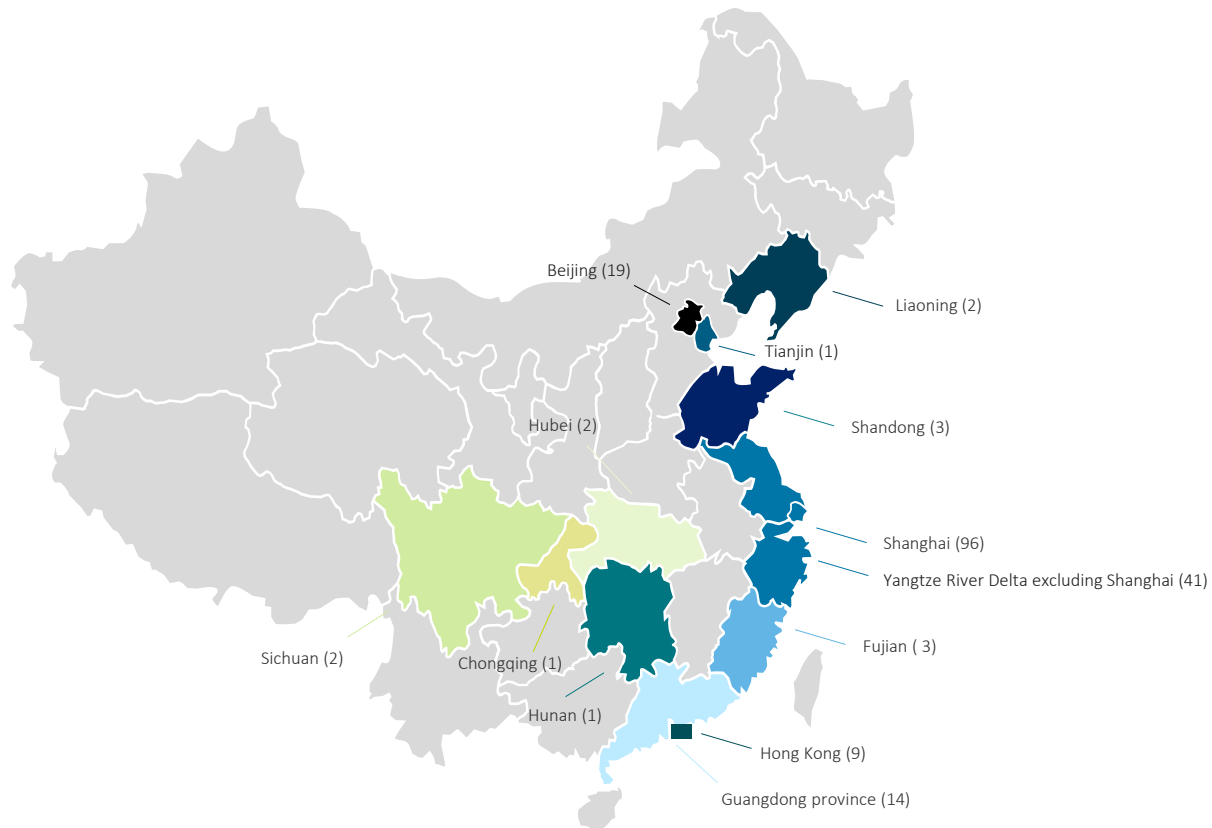 Beijing (19)
Liaoning (2)
Tianjin (1)
Hubei (2)
Shandong (3)
Shanghai (96)
Yangtze River Delta excluding Shanghai (41)
Fujian ( 3)
Sichuan (2)
Chongqing (1)
Hunan (1)
Hong Kong (9)
Guangdong province (14)